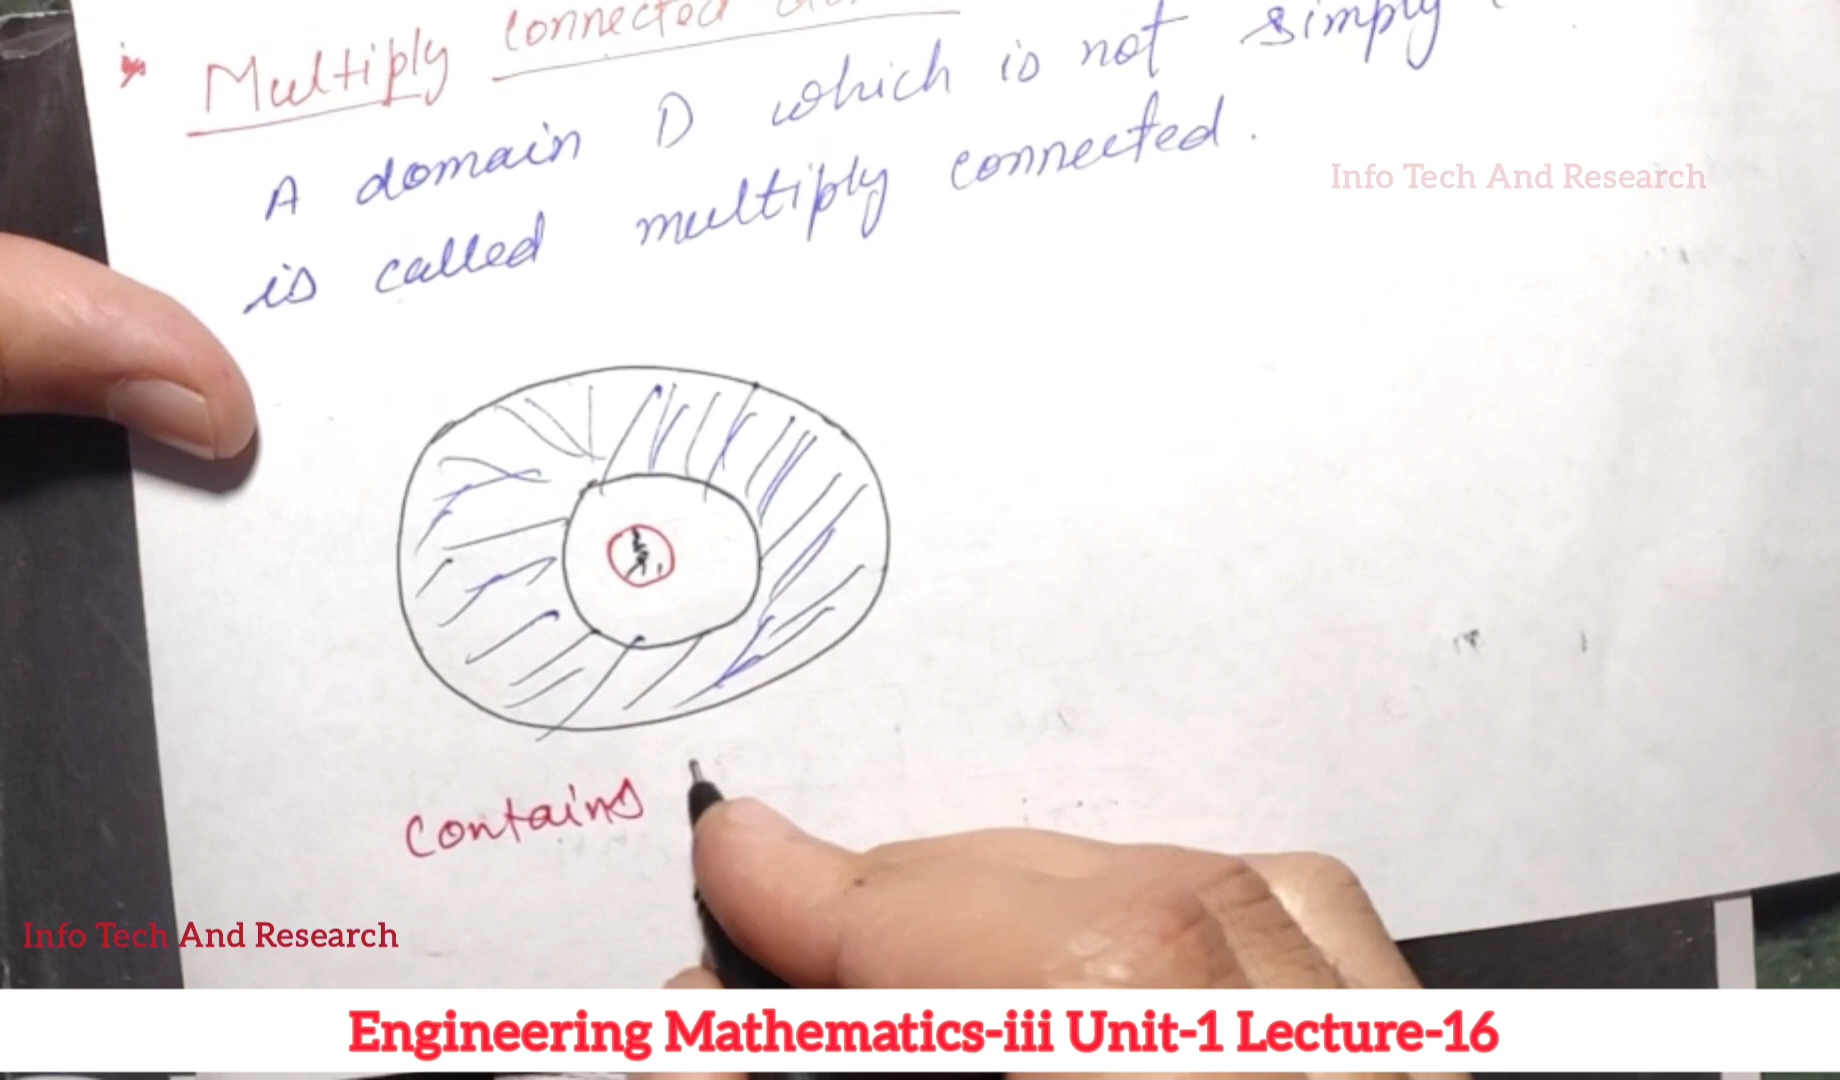 Multiply connected
A domain D which is not simply
is called multiply connected.
Info Tech And Research
contains
Info Tech And Research
Engineering Mathematics-iii Unit-1 Lecture-16